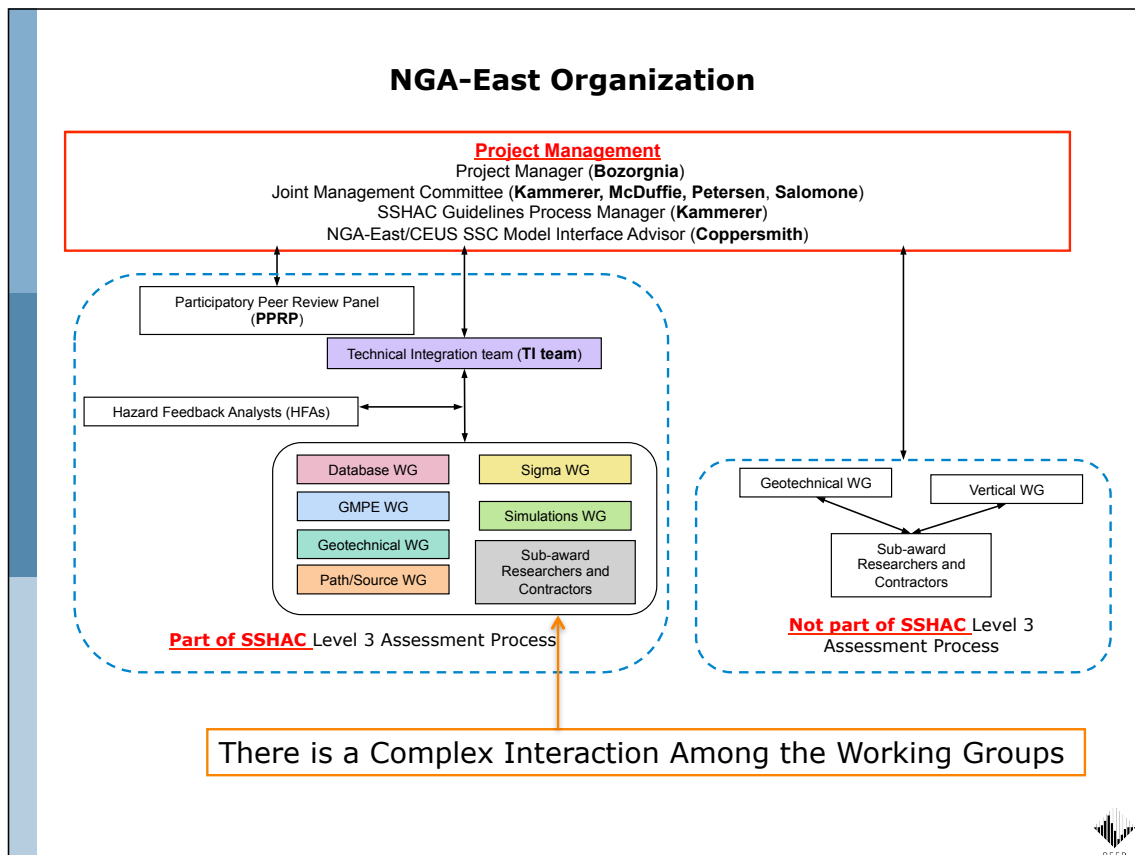 NGA-East Organization
Project Management
Project Manager (Bozorgnia)
Joint Management Committee (Kammerer, McDuffie, Petersen, Salomone)
SSHAC Guidelines Process Manager (Kammerer)
NGA-East/CEUS SSC Model Interface Advisor (Coppersmith)
Participatory Peer Review Panel
(PPRP)
Technical Integration team (TI team)
Hazard Feedback Analysts (HFAs)
Database WG
GMPE WG
Geotechnical WG
Path/Source WG
Sigma WG
Simulations WG
Sub-award
Researchers and
Contractors
Part of SSHAC Level 3 Assessment Process
Geotechnical WG
Vertical WG
Sub-award
Researchers and
Contractors
Not part of SSHAC Level 3
Assessment Process
There is a Complex Interaction Among the Working Groups